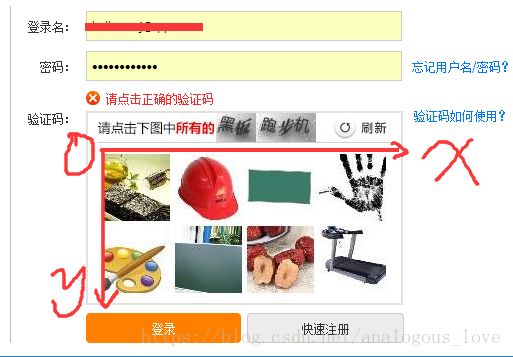 登录名：
密码： •••••••••••• 忘记用户名/密码?
请点击正确的验证码
验证码： 请点击下图中所有的 黑板 跑步机 刷新 验证码如何使用?
O x
y
登录 快速注册
https://blog.csdn.net/analogous_love